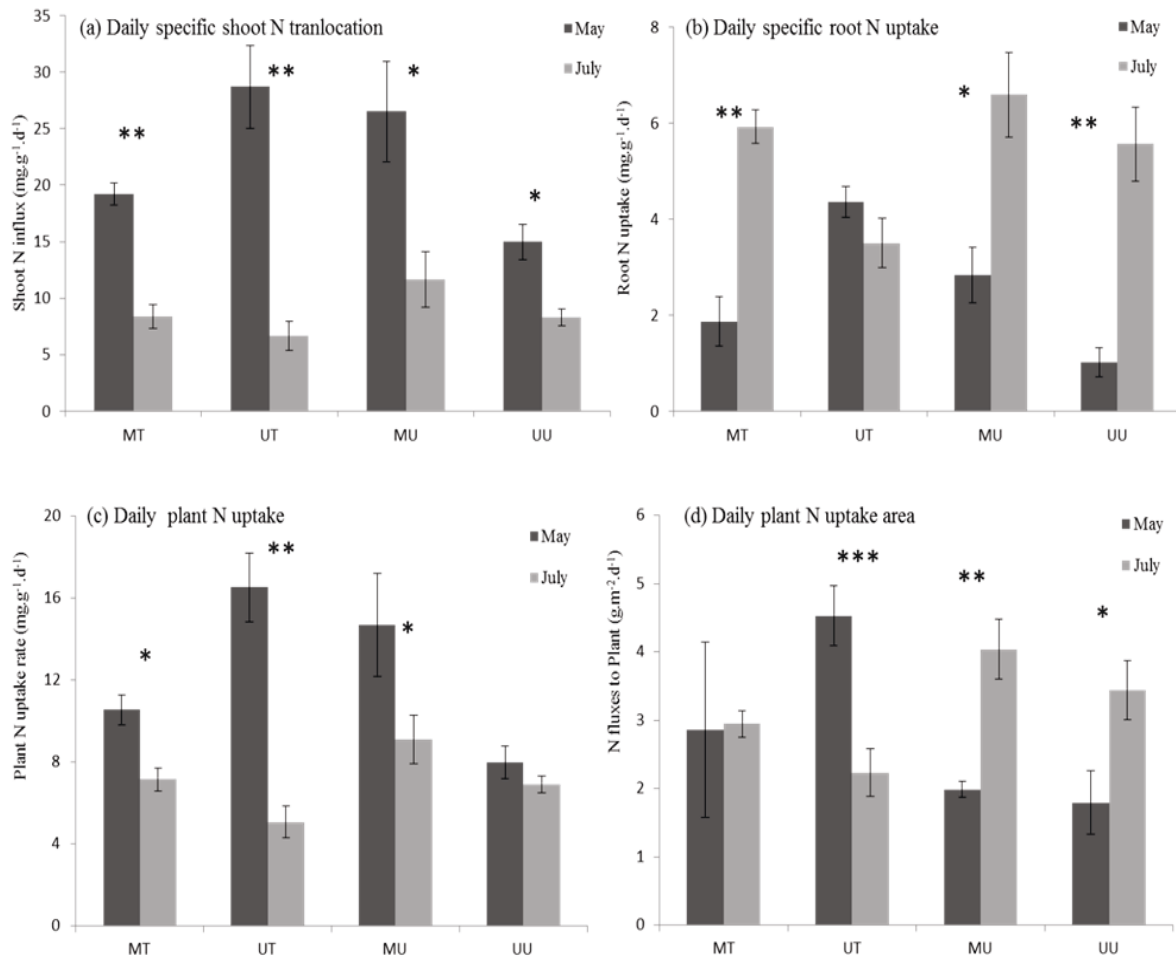 (a) Daily specific shoot N tranlocation
May
July
Shoot N influx (mg.g⁻¹.d⁻¹)
35
30
25
20
15
10
5
0
**
**
*
*
MT
UT
MU
UU
(b) Daily specific root N uptake
May
July
Root N uptake (mg.g⁻¹.d⁻¹)
8
6
4
2
0
**
*
**
MT
UT
MU
UU
(c) Daily plant N uptake
May
July
Plant N uptake rate (mg.g⁻¹.d⁻¹)
20
16
12
8
4
0
*
**
*
MT
UT
MU
UU
(d) Daily plant N uptake area
May
July
N fluxes to Plant (g.m⁻².d⁻¹)
6
5
4
3
2
1
0
***
**
*
MT
UT
MU
UU